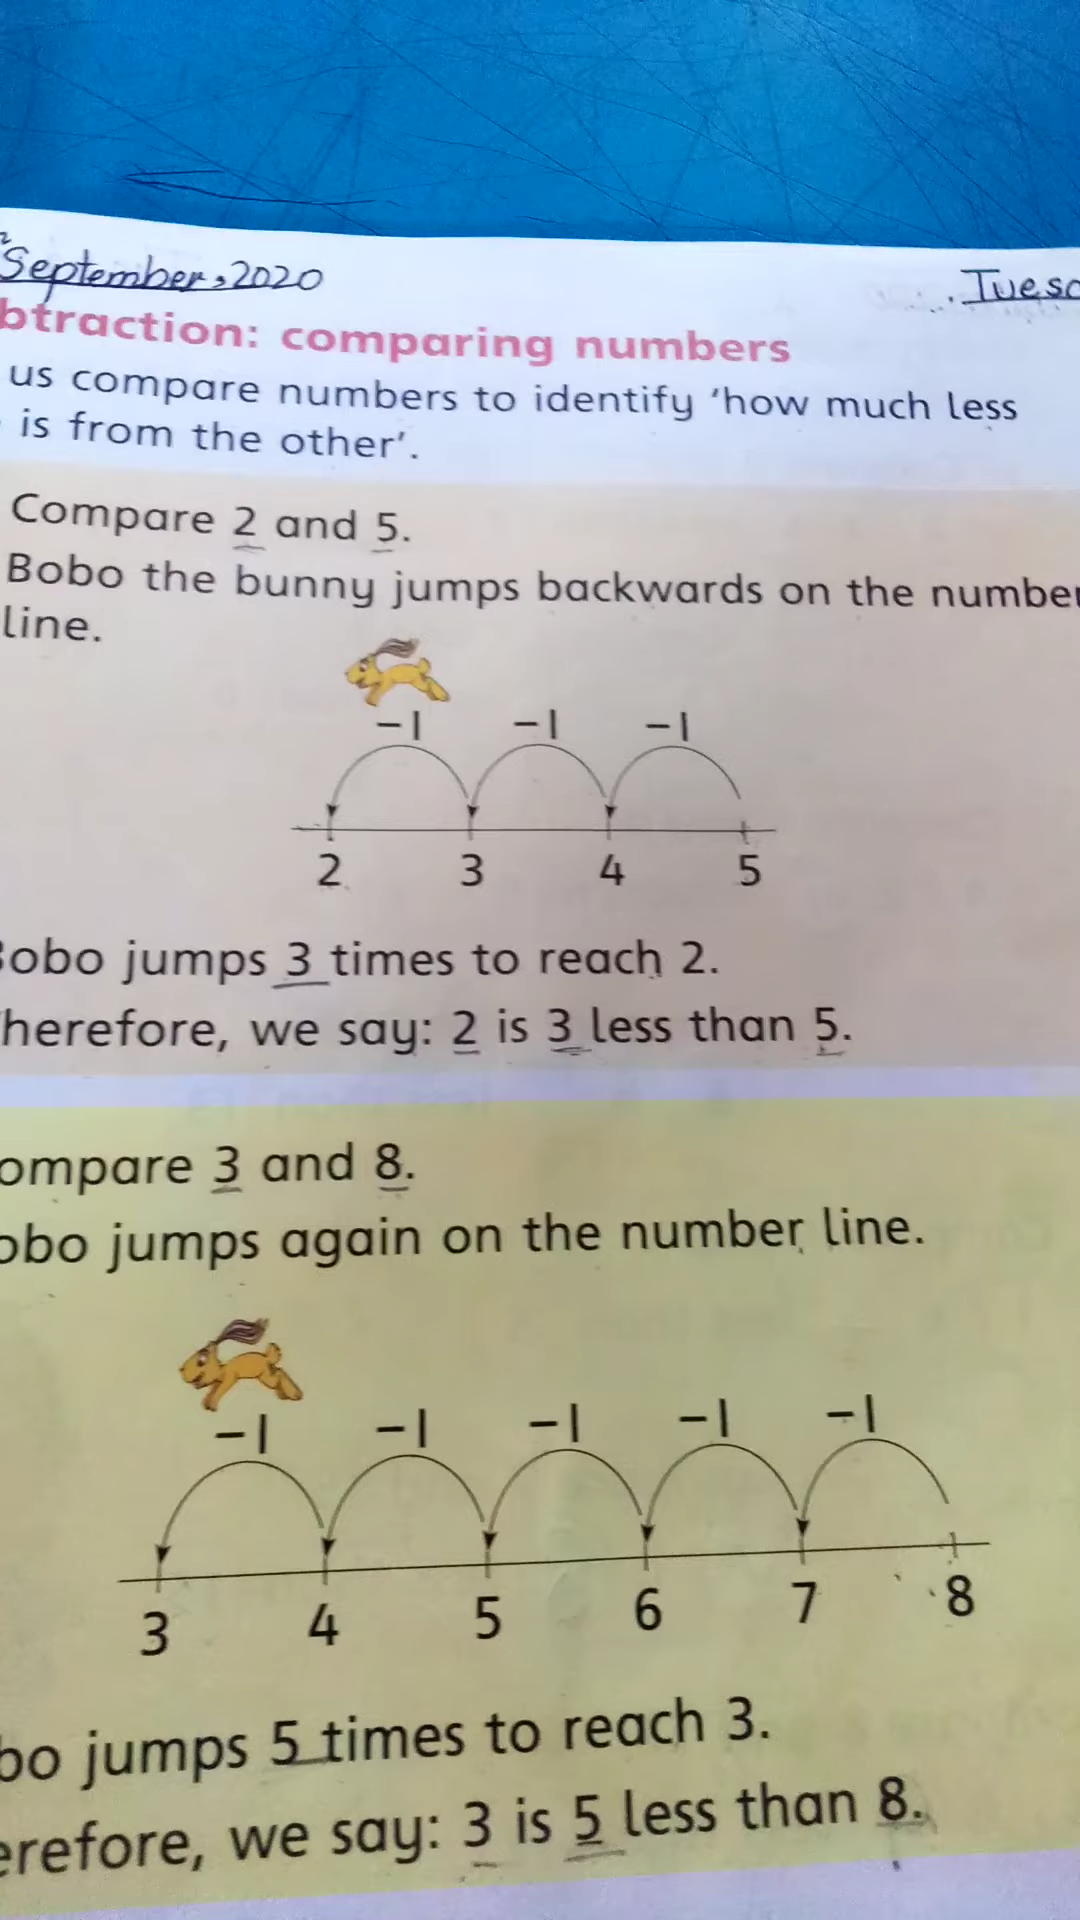 September, 2020
Tuesd
btraction: comparing numbers
us compare numbers to identify ‘how much less
is from the other’.
Compare 2 and 5.
Bobo the bunny jumps backwards on the number
line.
–1 –1 –1
2 3 4 5
Bobo jumps 3 times to reach 2.
herefore, we say: 2 is 3 less than 5.
ompare 3 and 8.
obo jumps again on the number line.
–1 –1 –1 –1 –1
3 4 5 6 7 8
bo jumps 5 times to reach 3.
erefore, we say: 3 is 5 less than 8.